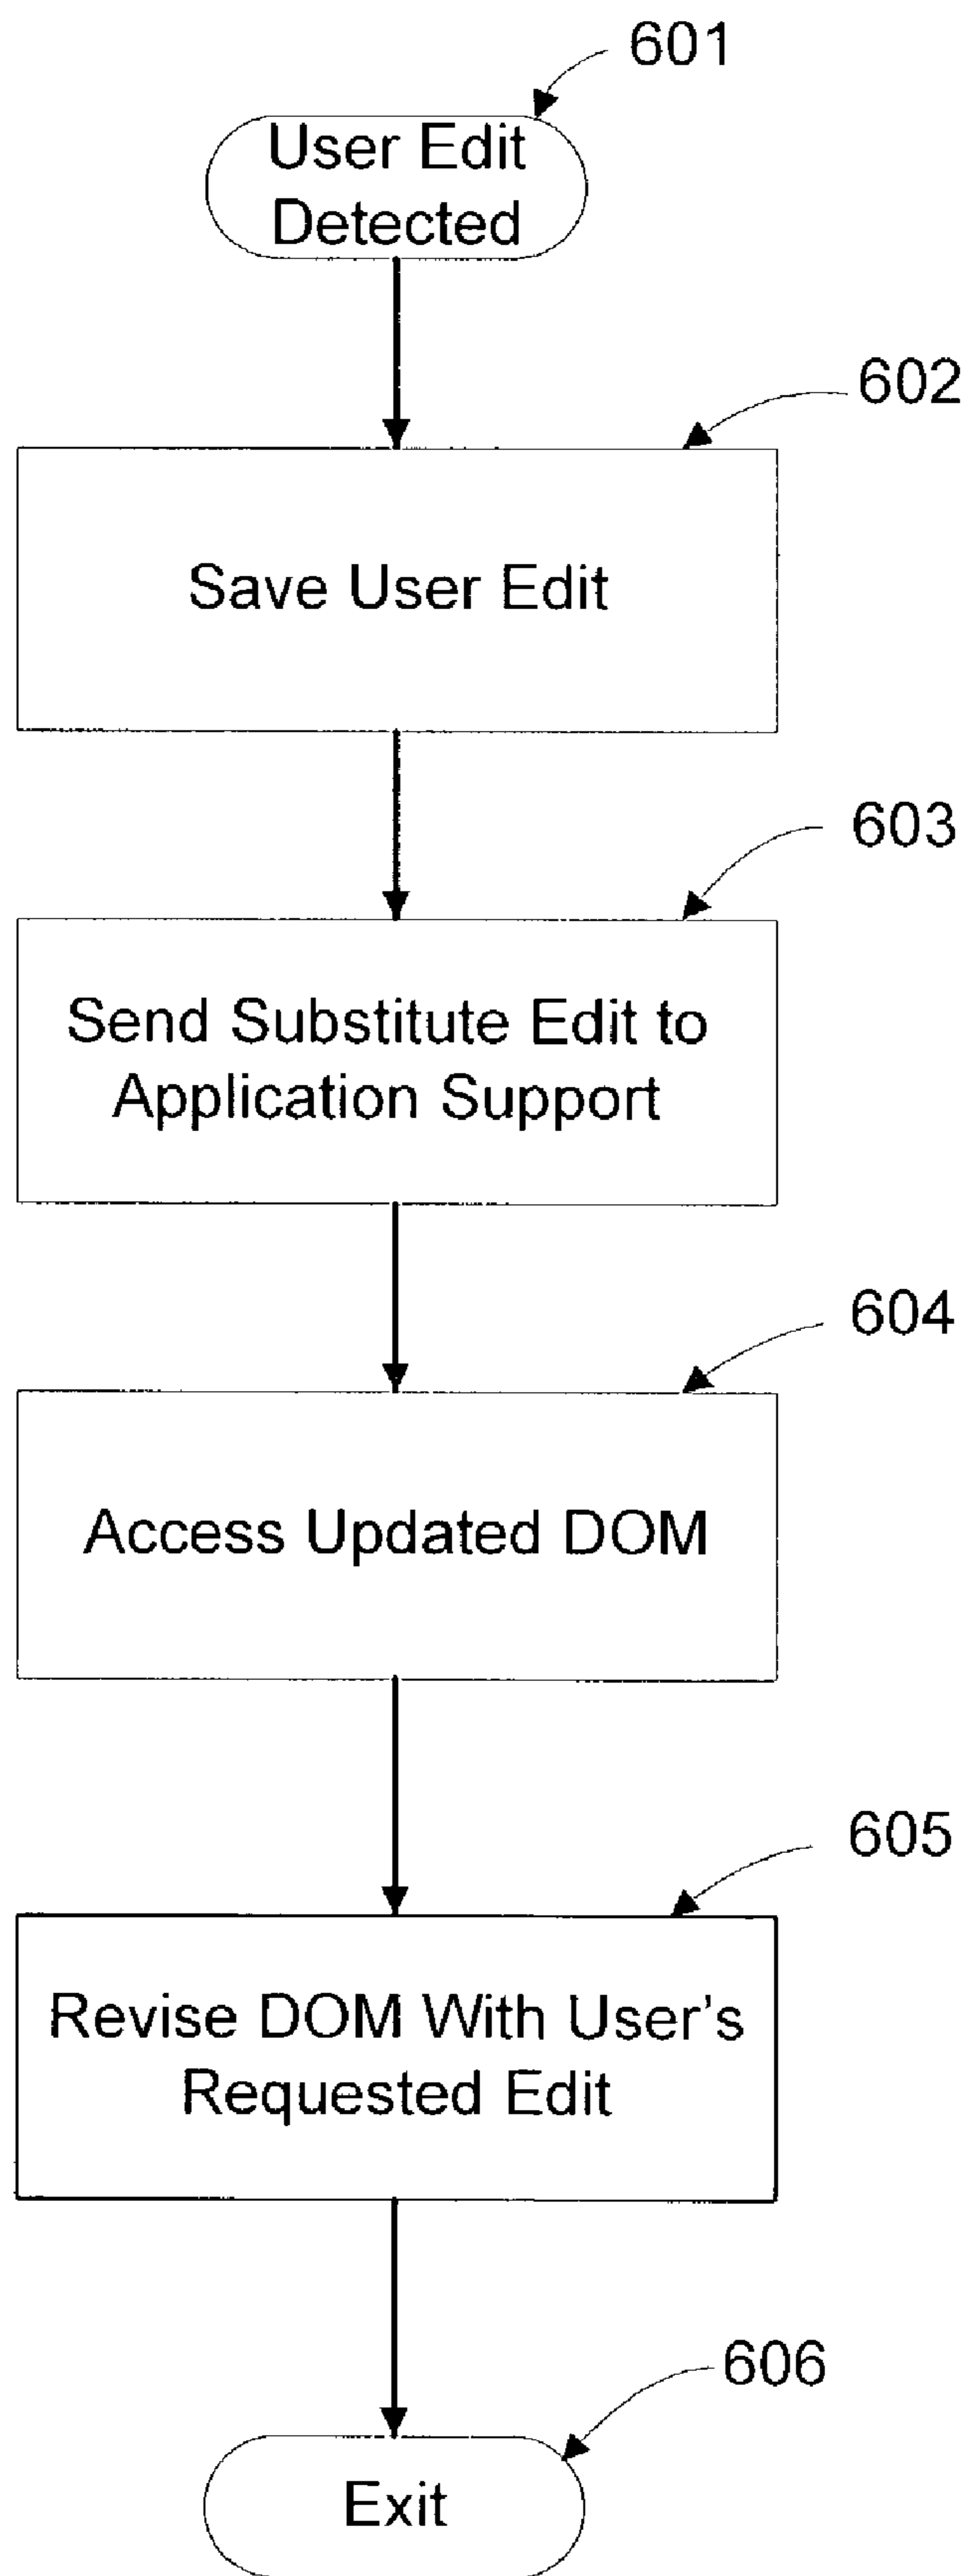 601
User Edit
Detected
602
Save User Edit
603
Send Substitute Edit to
Application Support
604
Access Updated DOM
605
Revise DOM With User's
Requested Edit
606
Exit